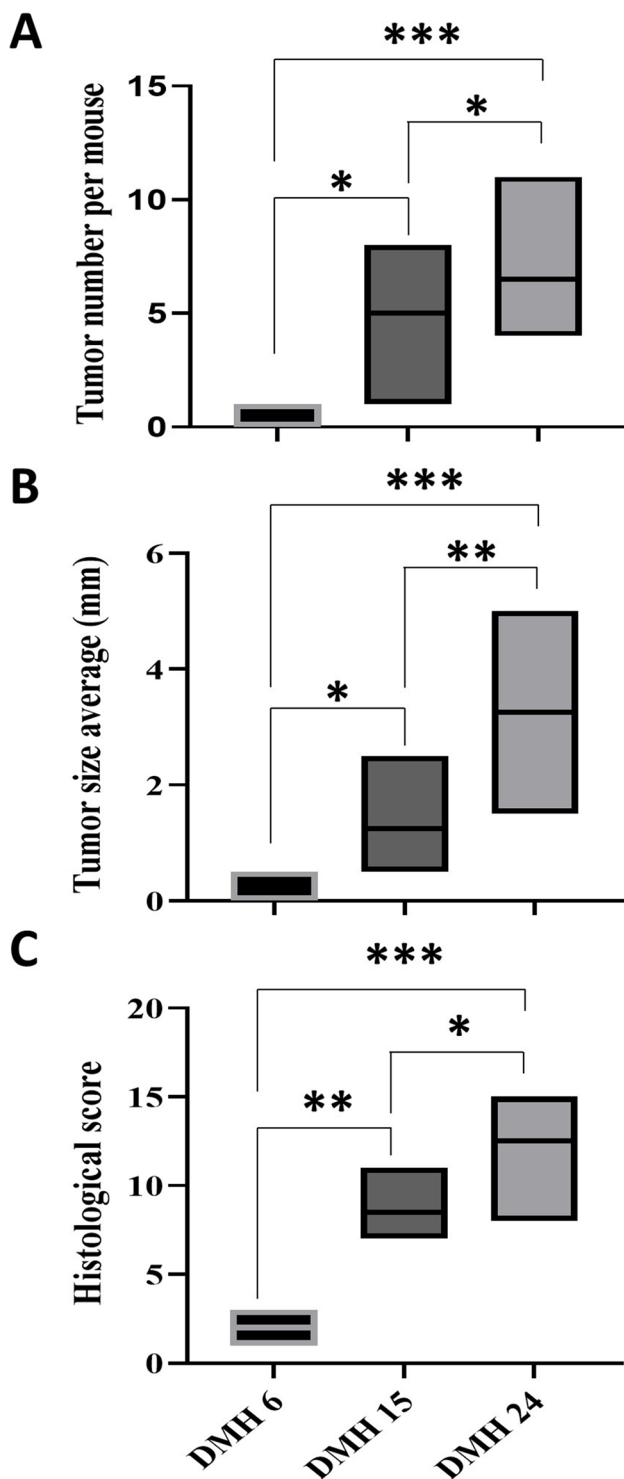 A
***
*
*
15
10
5
0
Tumor number per mouse
B
***
**
*
6
4
2
0
Tumor size average (mm)
C
***
*
**
20
15
10
5
0
Histological score
DMH 6
DMH 15
DMH 24